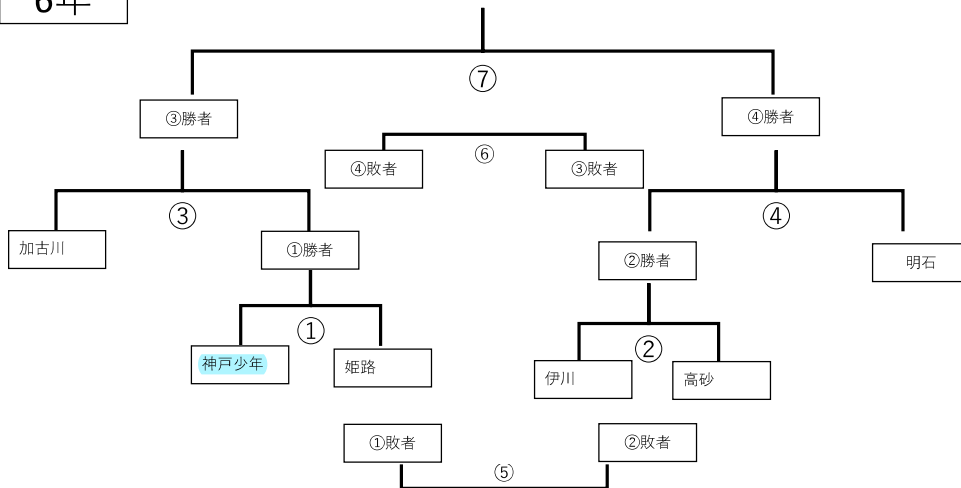 6年
⑦
③勝者
④勝者
④敗者
⑥
③敗者
③
④
加古川
①勝者
②勝者
明石
①
②
神戸少年
姫路
伊川
高砂
①敗者
②敗者
⑤